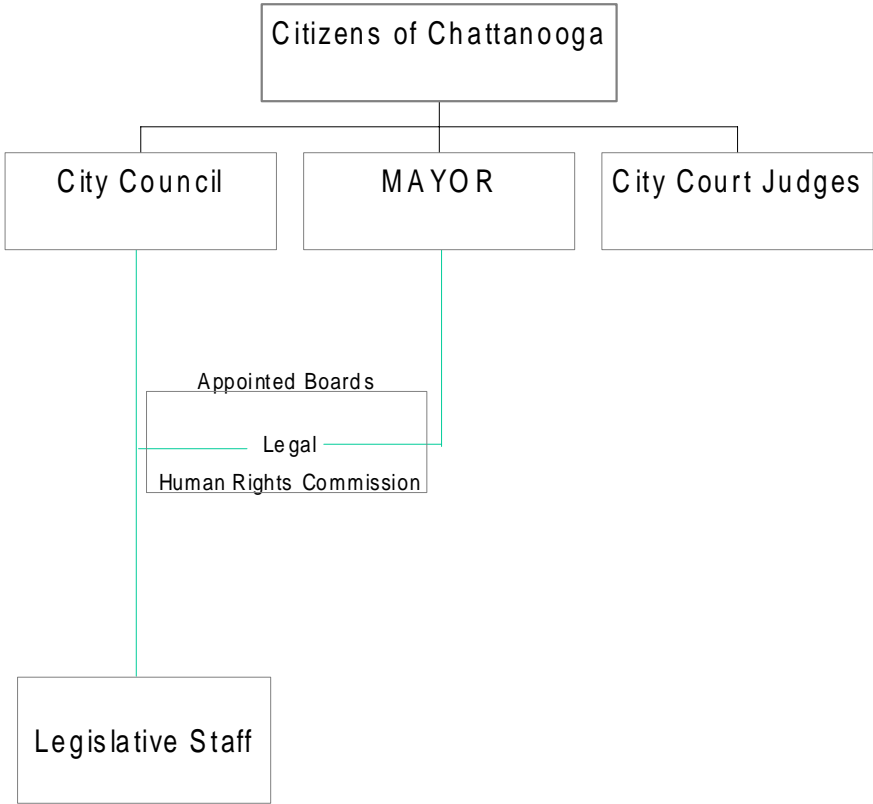 Citizens of Chattanooga
City Council
MAYOR
City Court Judges
Appointed Boards
Legal
Human Rights Commission
Legislative Staff